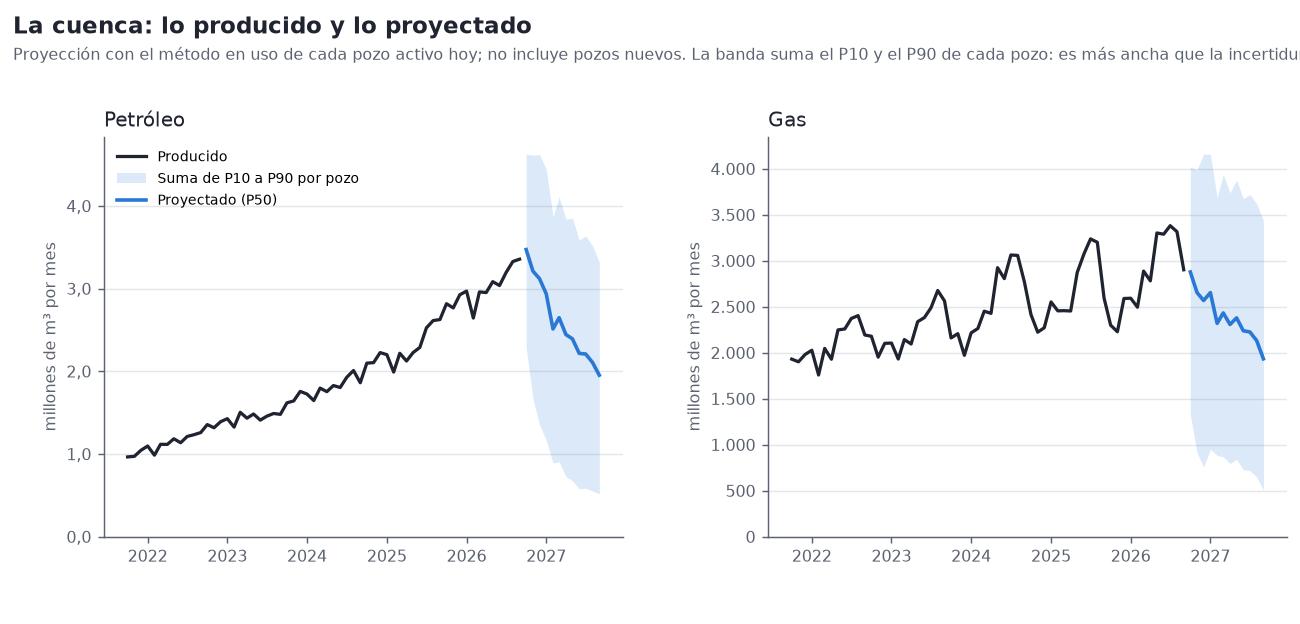 La cuenca: lo producido y lo proyectado
Proyección con el método en uso de cada pozo activo hoy; no incluye pozos nuevos. La banda suma el P10 y el P90 de cada pozo: es más ancha que la
Petróleo
Producido
Suma de P10 a P90 por pozo
Proyectado (P50)
millones de m³ por mes
4,0
3,0
2,0
1,0
0,0
2022
2023
2024
2025
2026
2027
Gas
millones de m³ por mes
4.000
3.500
3.000
2.500
2.000
1.500
1.000
500
0
2022
2023
2024
2025
2026
2027